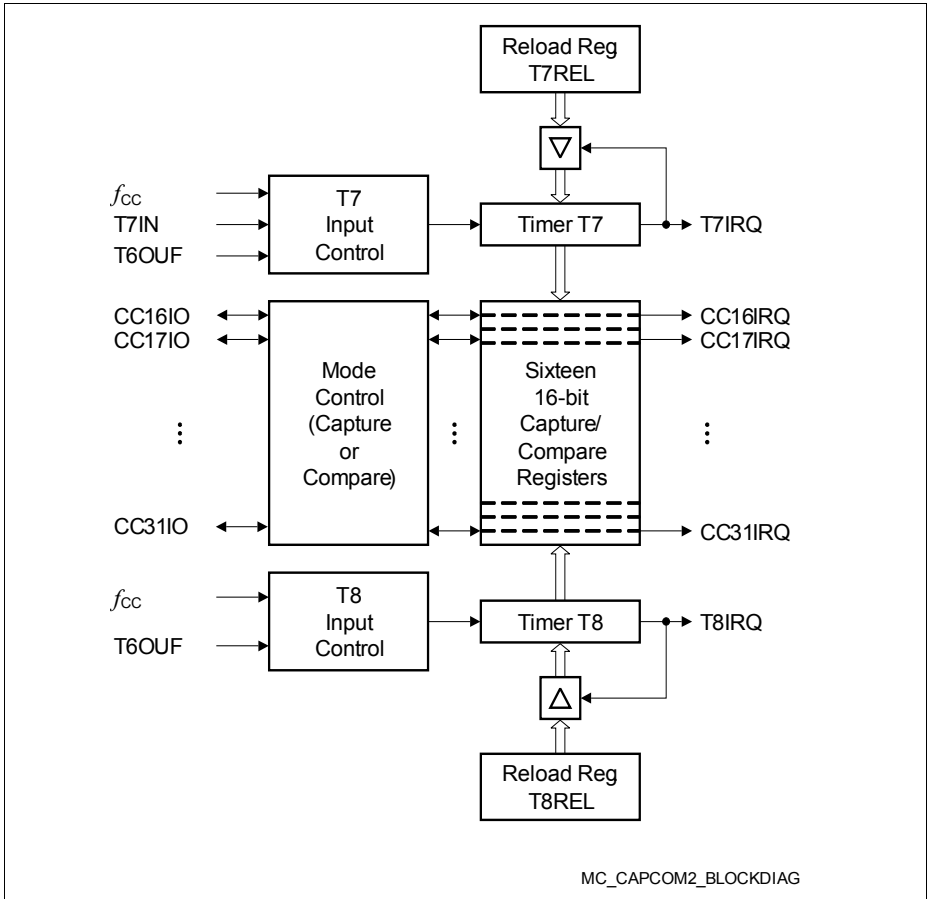 Reload Reg
T7REL
fCC
T7IN
T6OUF
T7
Input
Control
Timer T7
T7IRQ
CC16IO
CC17IO
CC31IO
Mode
Control
(Capture
or
Compare)
Sixteen
16-bit
Capture/
Compare
Registers
CC16IRQ
CC17IRQ
CC31IRQ
fCC
T6OUF
T8
Input
Control
Timer T8
T8IRQ
Reload Reg
T8REL
MC_CAPCOM2_BLOCKDIAG